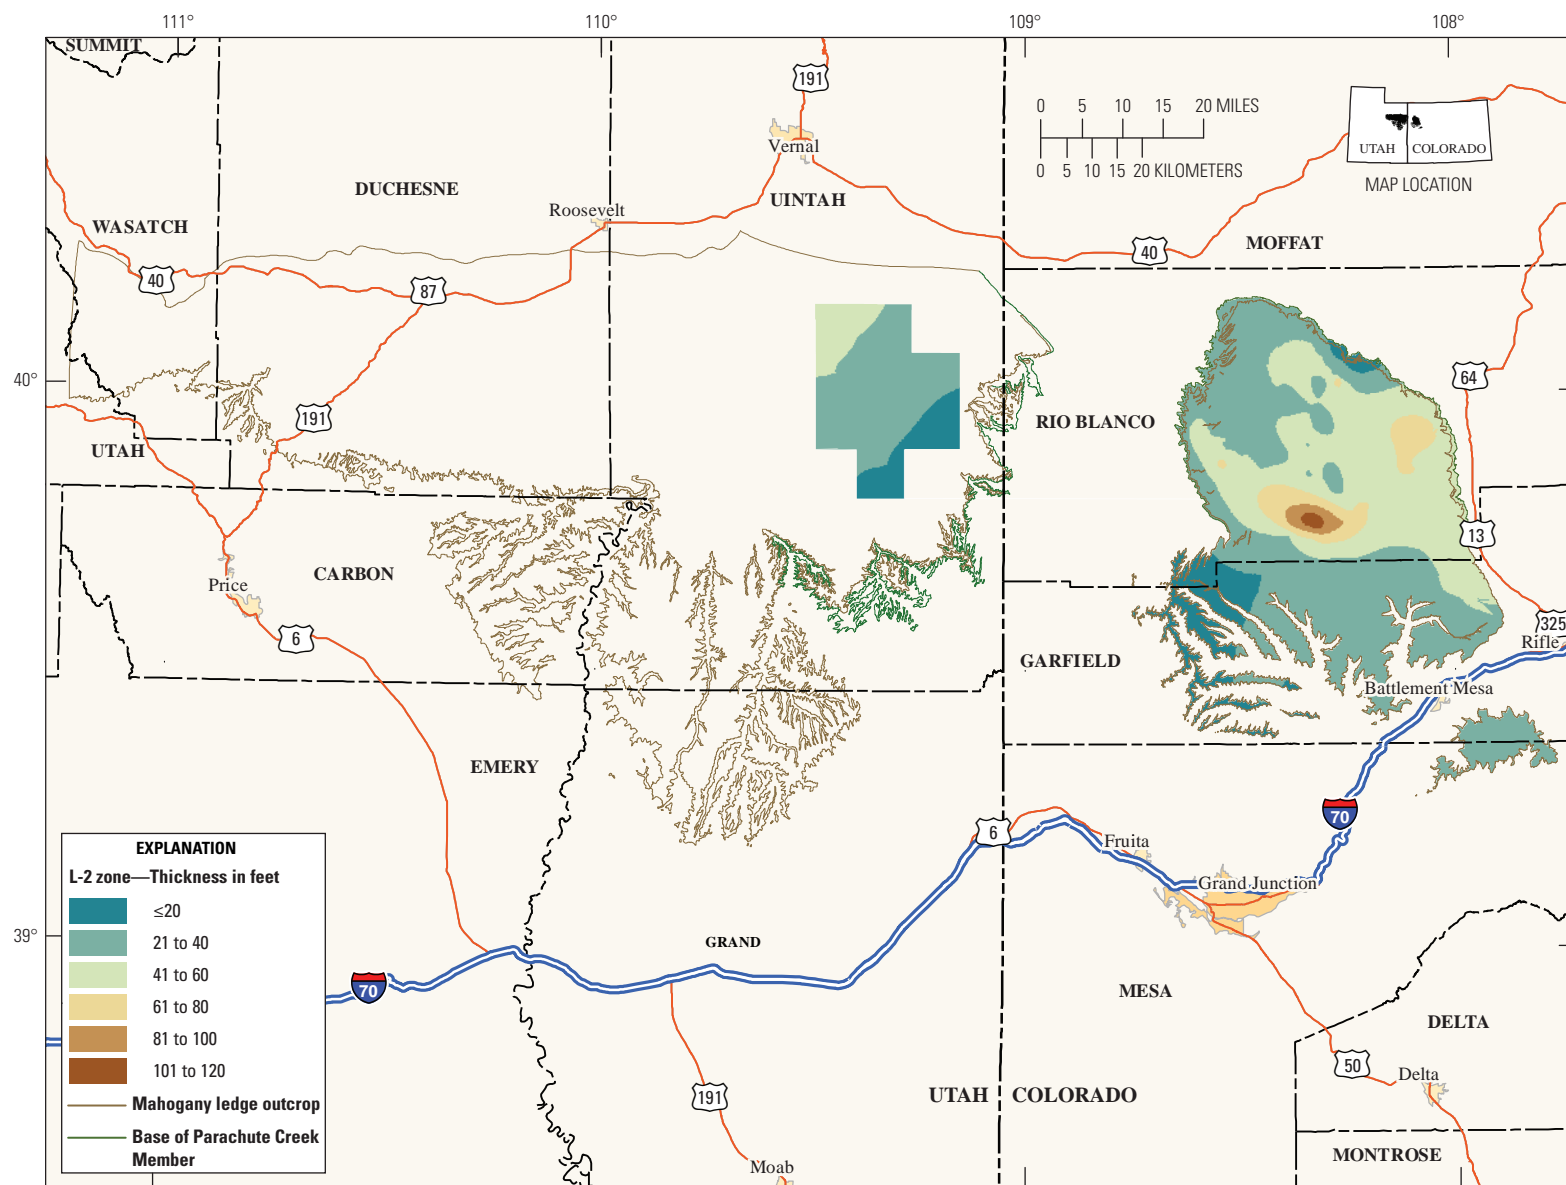 111°
110°
109°
108°
SUMMIT
191
0 5 10 15 20 MILES
0 5 10 15 20 KILOMETERS
UTAH COLORADO
MAP LOCATION
Vernal
DUCHESNE
UINTAH
Roosevelt
WASATCH
MOFFAT
40
40
87
40°
64
191
RIO BLANCO
UTAH
13
CARBON
Price
325
6
Rifle
GARFIELD
Battlement Mesa
EMERY
70
6
Fruita
Grand Junction
EXPLANATION
L-2 zone—Thickness in feet
≤20
21 to 40
41 to 60
61 to 80
81 to 100
101 to 120
Mahogany ledge outcrop
Base of Parachute Creek
Member
39°
GRAND
70
MESA
DELTA
50
Delta
191
UTAH
COLORADO
MONTROSE
Moab